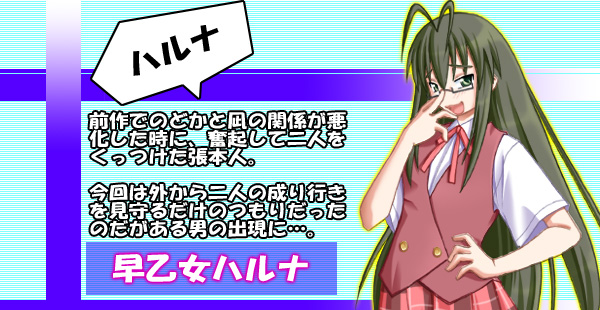 ハルナ
前作でのどかと凪の関係が悪
化した時に、奮起して二人を
くっつけた張本人。
今回は外から二人の成り行き
を見守るだけのつもりだった
のだがある男の出現に…。
早乙女ハルナ